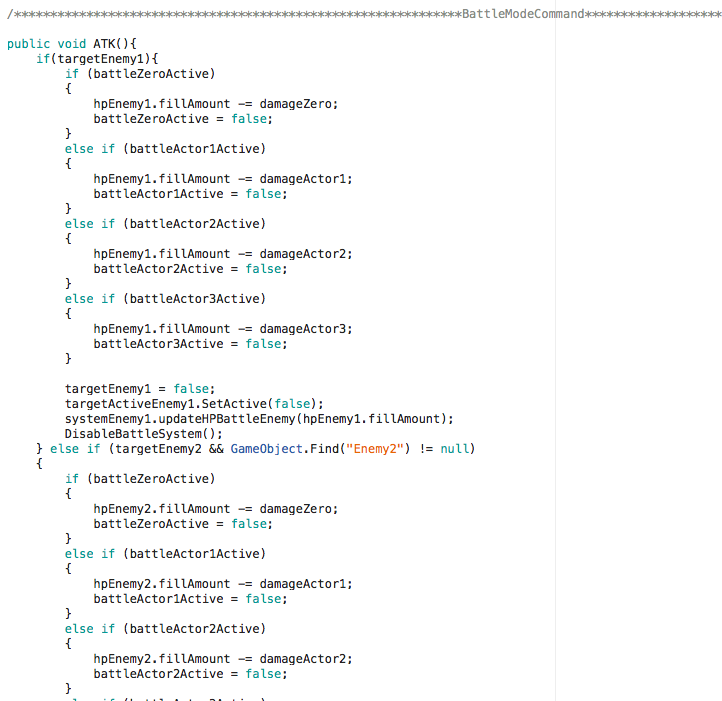 /**************************************************************BattleModeCommand*******************
public void ATK(){
    if(targetEnemy1){
        if (battleZeroActive)
        {
            hpEnemy1.fillAmount -= damageZero;
            battleZeroActive = false;
        }
        else if (battleActor1Active)
        {
            hpEnemy1.fillAmount -= damageActor1;
            battleActor1Active = false;
        }
        else if (battleActor2Active)
        {
            hpEnemy1.fillAmount -= damageActor2;
            battleActor2Active = false;
        }
        else if (battleActor3Active)
        {
            hpEnemy1.fillAmount -= damageActor3;
            battleActor3Active = false;
        }
        targetEnemy1 = false;
        targetActiveEnemy1.SetActive(false);
        systemEnemy1.updateHPBattleEnemy(hpEnemy1.fillAmount);
        DisableBattleSystem();
    } else if (targetEnemy2 && GameObject.Find("Enemy2") != null)
    {
        if (battleZeroActive)
        {
            hpEnemy2.fillAmount -= damageZero;
            battleZeroActive = false;
        }
        else if (battleActor1Active)
        {
            hpEnemy2.fillAmount -= damageActor1;
            battleActor1Active = false;
        }
        else if (battleActor2Active)
        {
            hpEnemy2.fillAmount -= damageActor2;
            battleActor2Active = false;
        }